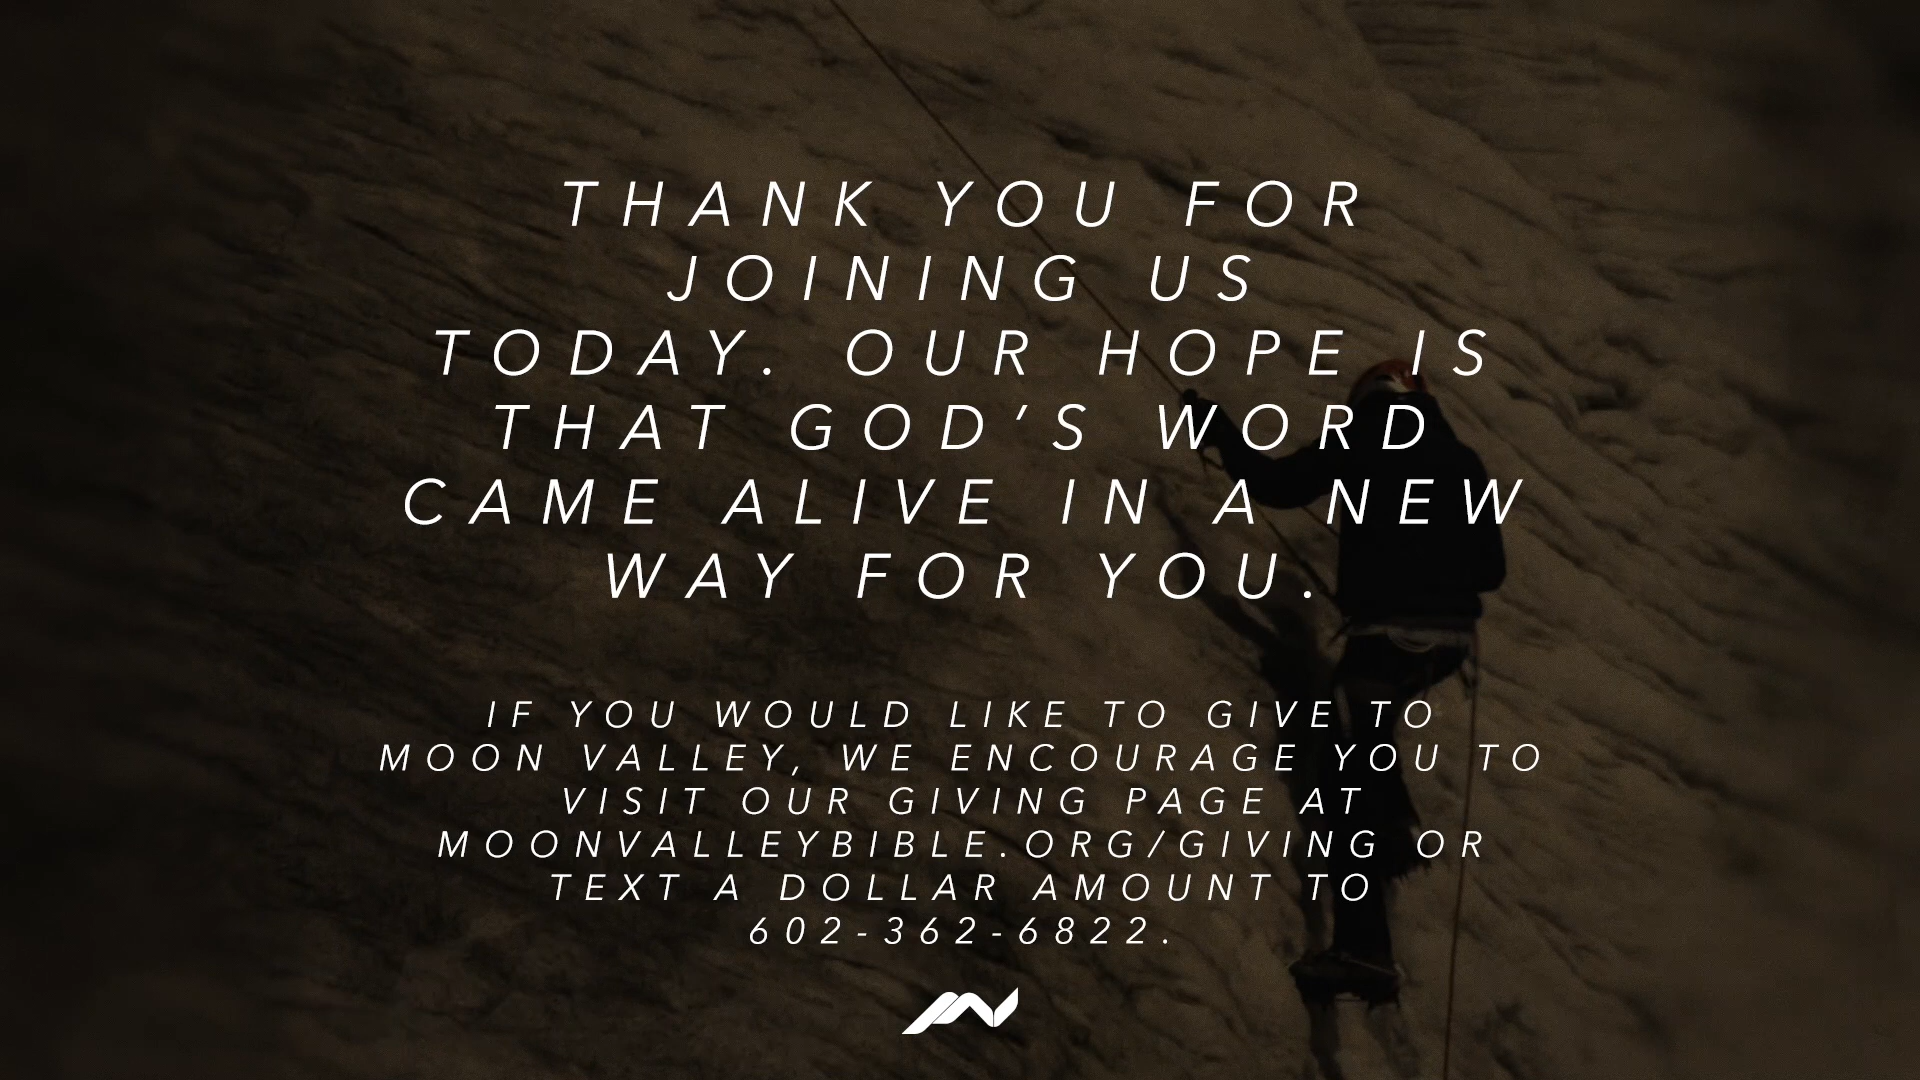 THANK YOU FOR
JOINING US
TODAY. OUR HOPE IS
THAT GOD’S WORD
CAME ALIVE IN A NEW
WAY FOR YOU.
IF YOU WOULD LIKE TO GIVE TO
MOON VALLEY, WE ENCOURAGE YOU TO
VISIT OUR GIVING PAGE AT
MOONVALLEYBIBLE.ORG/GIVING OR
TEXT A DOLLAR AMOUNT TO
602-362-6822.